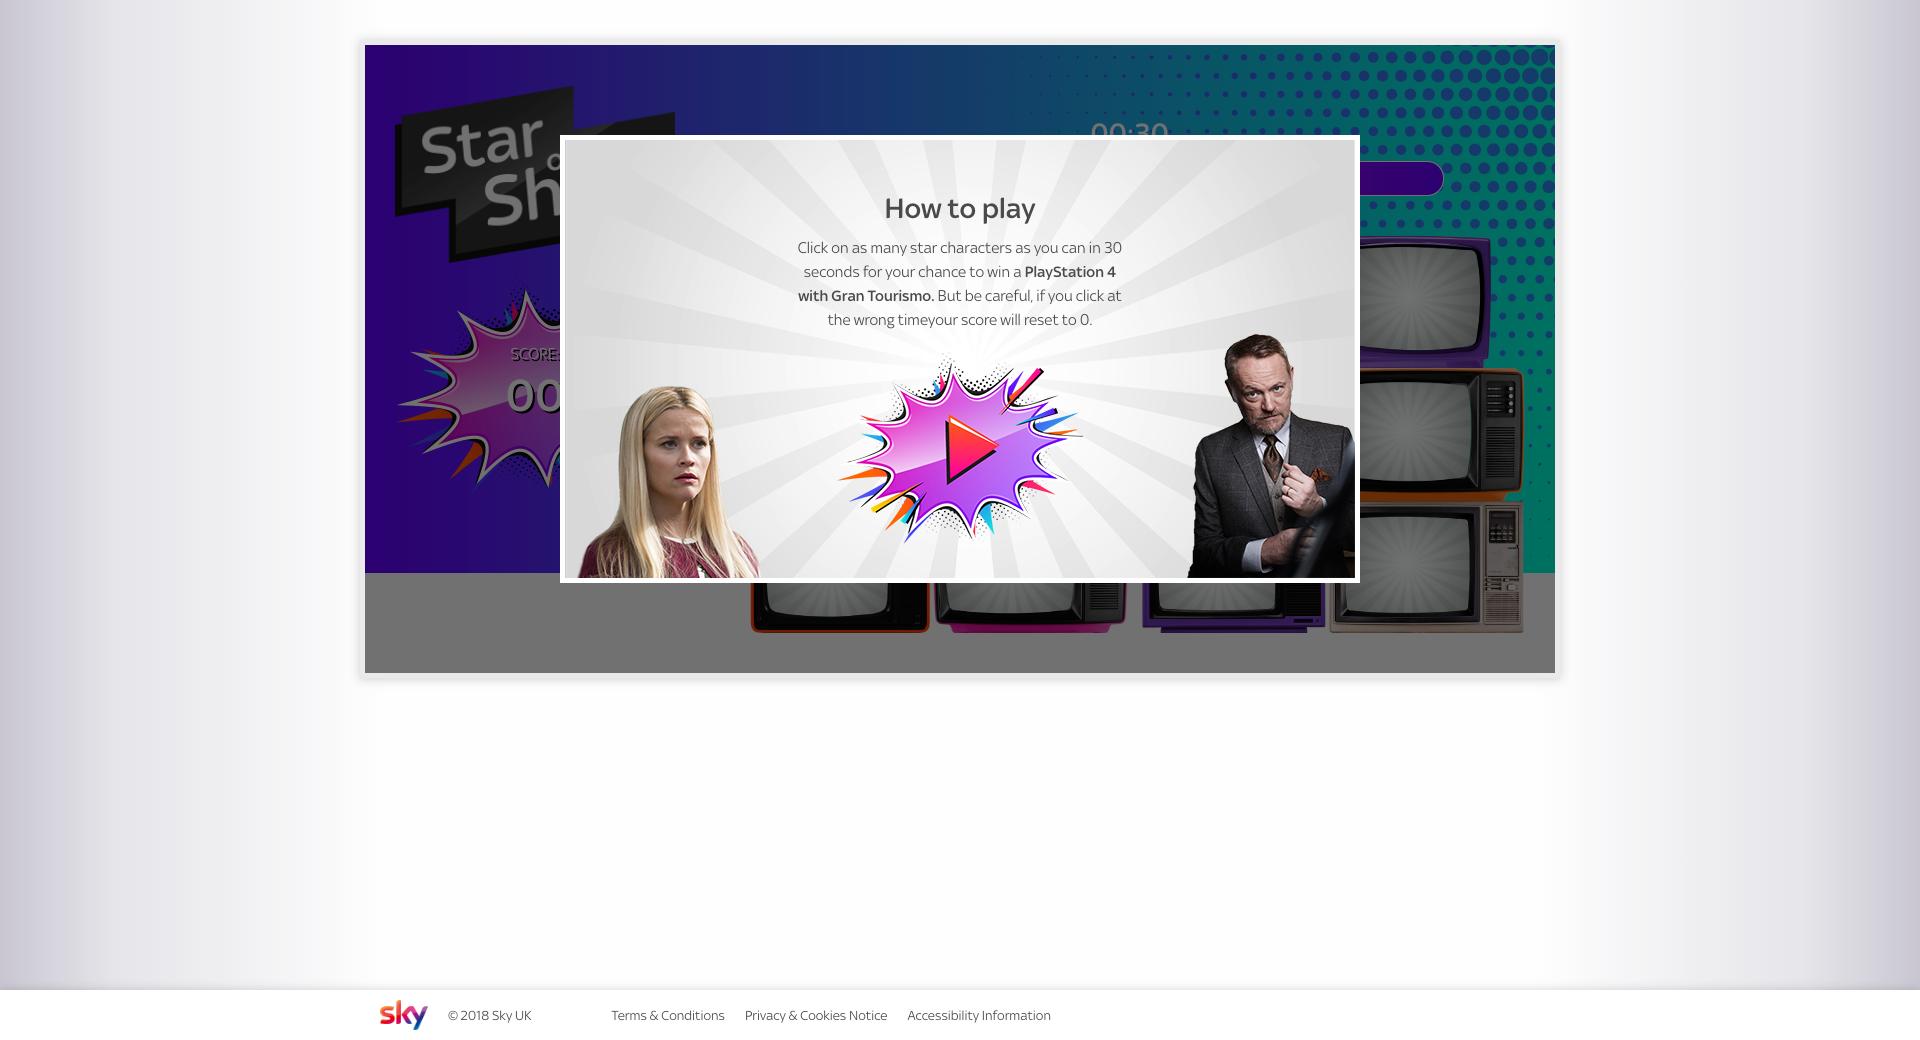 Star
o
Sh
00:30
How to play
Click on as many star characters as you can in 30
seconds for your chance to win a PlayStation 4
with Gran Tourismo. But be careful, if you click at
the wrong timeyour score will reset to 0.
SCORE:
00
sky
© 2018 Sky UK
Terms & Conditions
Privacy & Cookies Notice
Accessibility Information